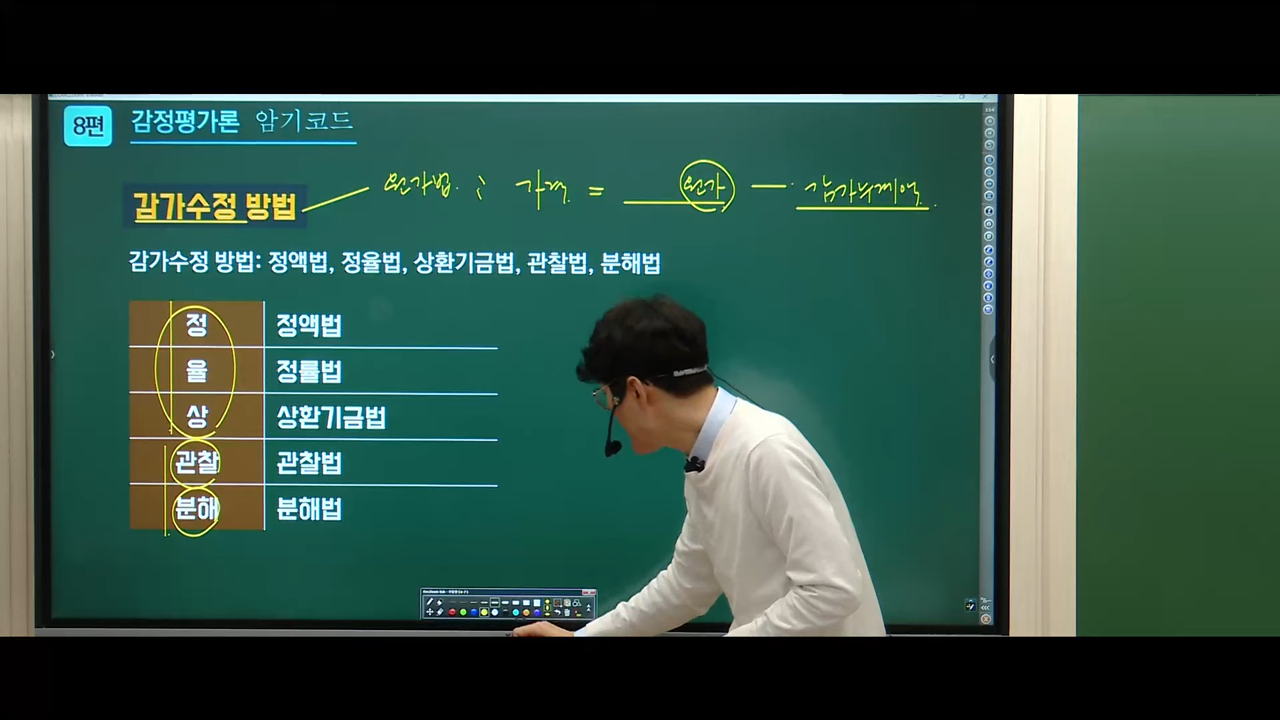 8편 감정평가론 암기코드
감가수정 방법 원가법 : 가격 = 원가 - 감가누계액
감가수정 방법: 정액법, 정율법, 상환기금법, 관찰법, 분해법
정 정액법
율 정률법
상 상환기금법
관찰 관찰법
분해 분해법